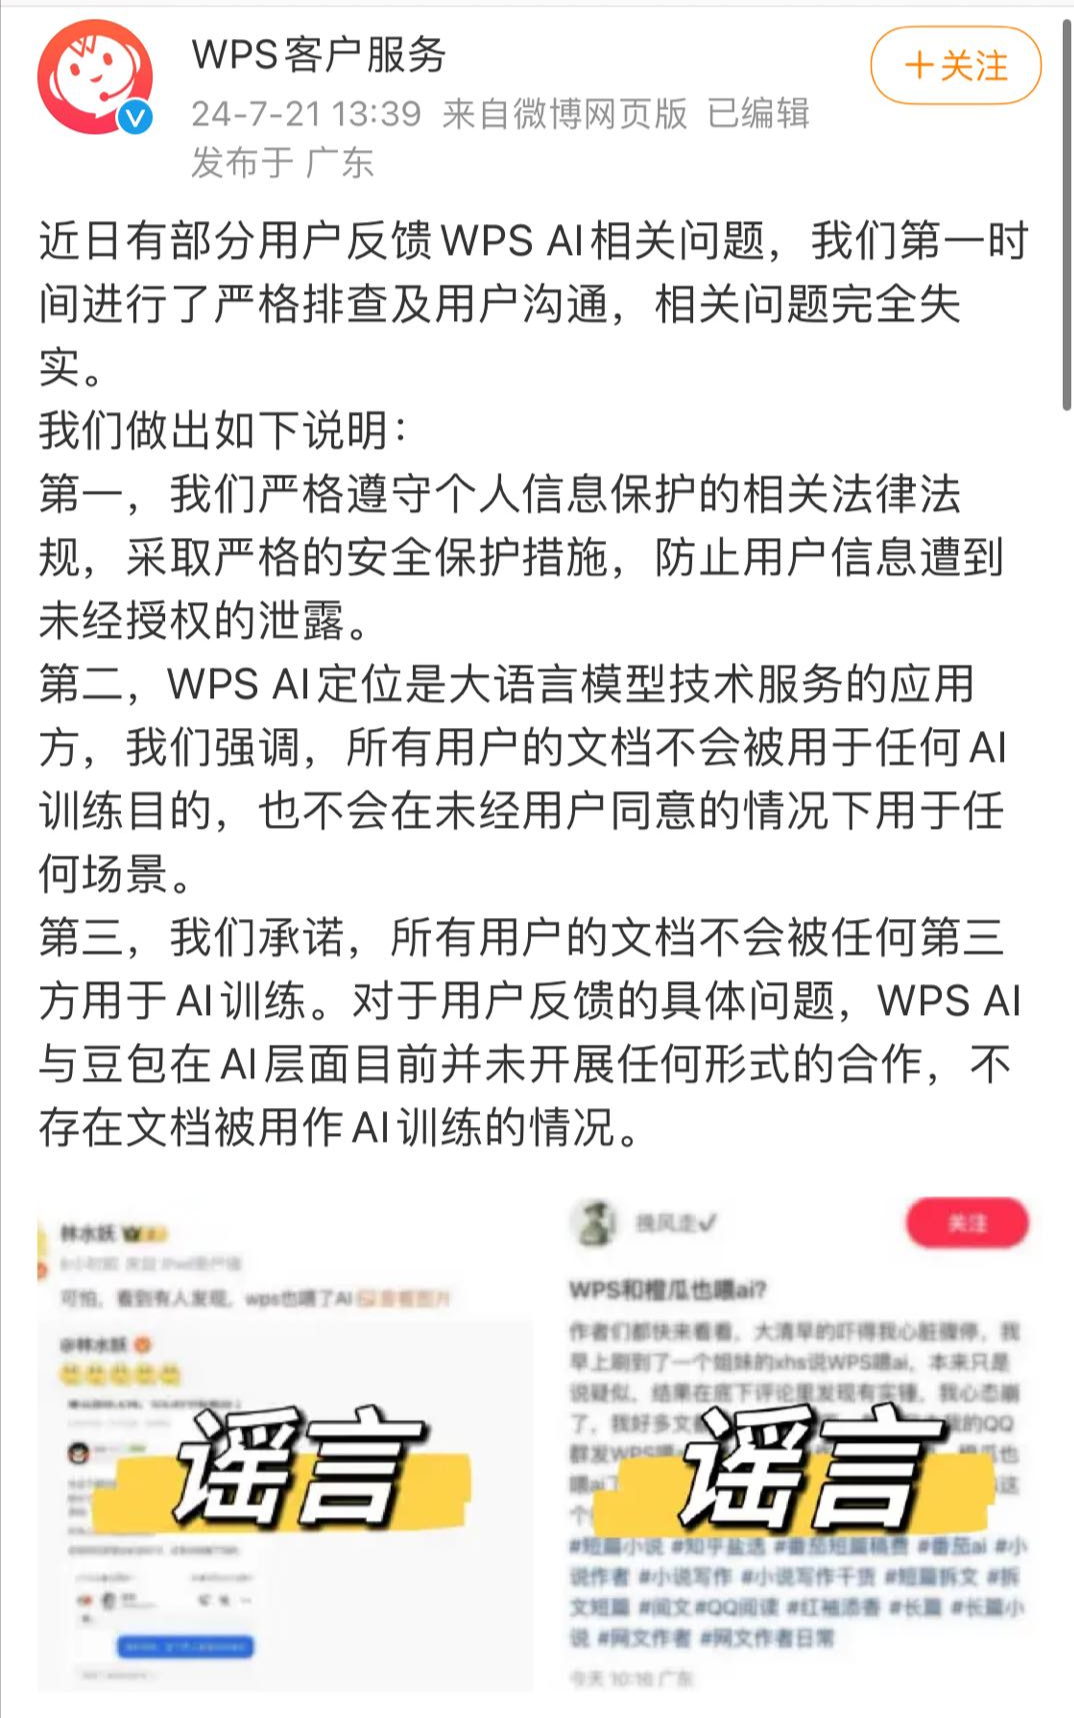 WPS客户服务
+关注
24-7-21 13:39 来自微博网页版 已编辑
发布于 广东
近日有部分用户反馈WPS AI相关问题，我们第一时
间进行了严格排查及用户沟通，相关问题完全失
实。
我们做出如下说明：
第一，我们严格遵守个人信息保护的相关法律法
规，采取严格的安全保护措施，防止用户信息遭到
未经授权的泄露。
第二，WPS AI定位是大语言模型技术服务的应用
方，我们强调，所有用户的文档不会被用于任何AI
训练目的，也不会在未经用户同意的情况下用于任
何场景。
第三，我们承诺，所有用户的文档不会被任何第三
方用于AI训练。对于用户反馈的具体问题，WPS AI
与豆包在AI层面目前并未开展任何形式的合作，不
存在文档被用作AI训练的情况。
林水妖
可怕，看到有人发现，wps也喂了AI 查看图片
@林水妖
谣言
挽风走✓
关注
WPS和橙瓜也喂ai?
作者们都快来看看，大清早的吓得我心脏骤停，我
早上刷到了一个姐妹的xhs说WPS喂ai，本来只是
说疑似，结果在底下评论里发现有实锤，我心态崩
了，我好多文 我的QQ
群发WPS 橙瓜也
喂ai 这
个
谣言
#短篇小说 #知乎盐选 #番茄短篇稿费 #番茄ai #小
说作者 #小说写作 #小说写作干货 #短篇拆文 #拆
文短篇 #阅文 #QQ阅读 #红袖添香 #长篇 #长篇小
说 #网文作者 #网文作者日常
今天 10:16 广东